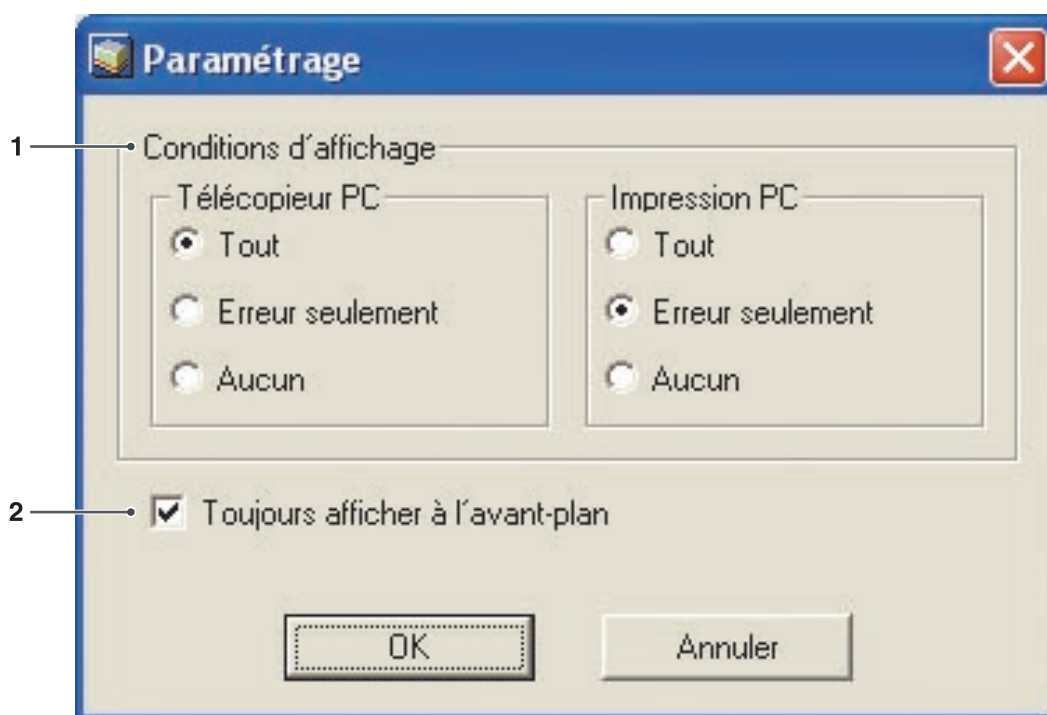 Paramétrage
1
Conditions d´affichage
Télécopieur PC
Tout
Erreur seulement
Aucun
Impression PC
Tout
Erreur seulement
Aucun
2
Toujours afficher à l´avant-plan
OK
Annuler